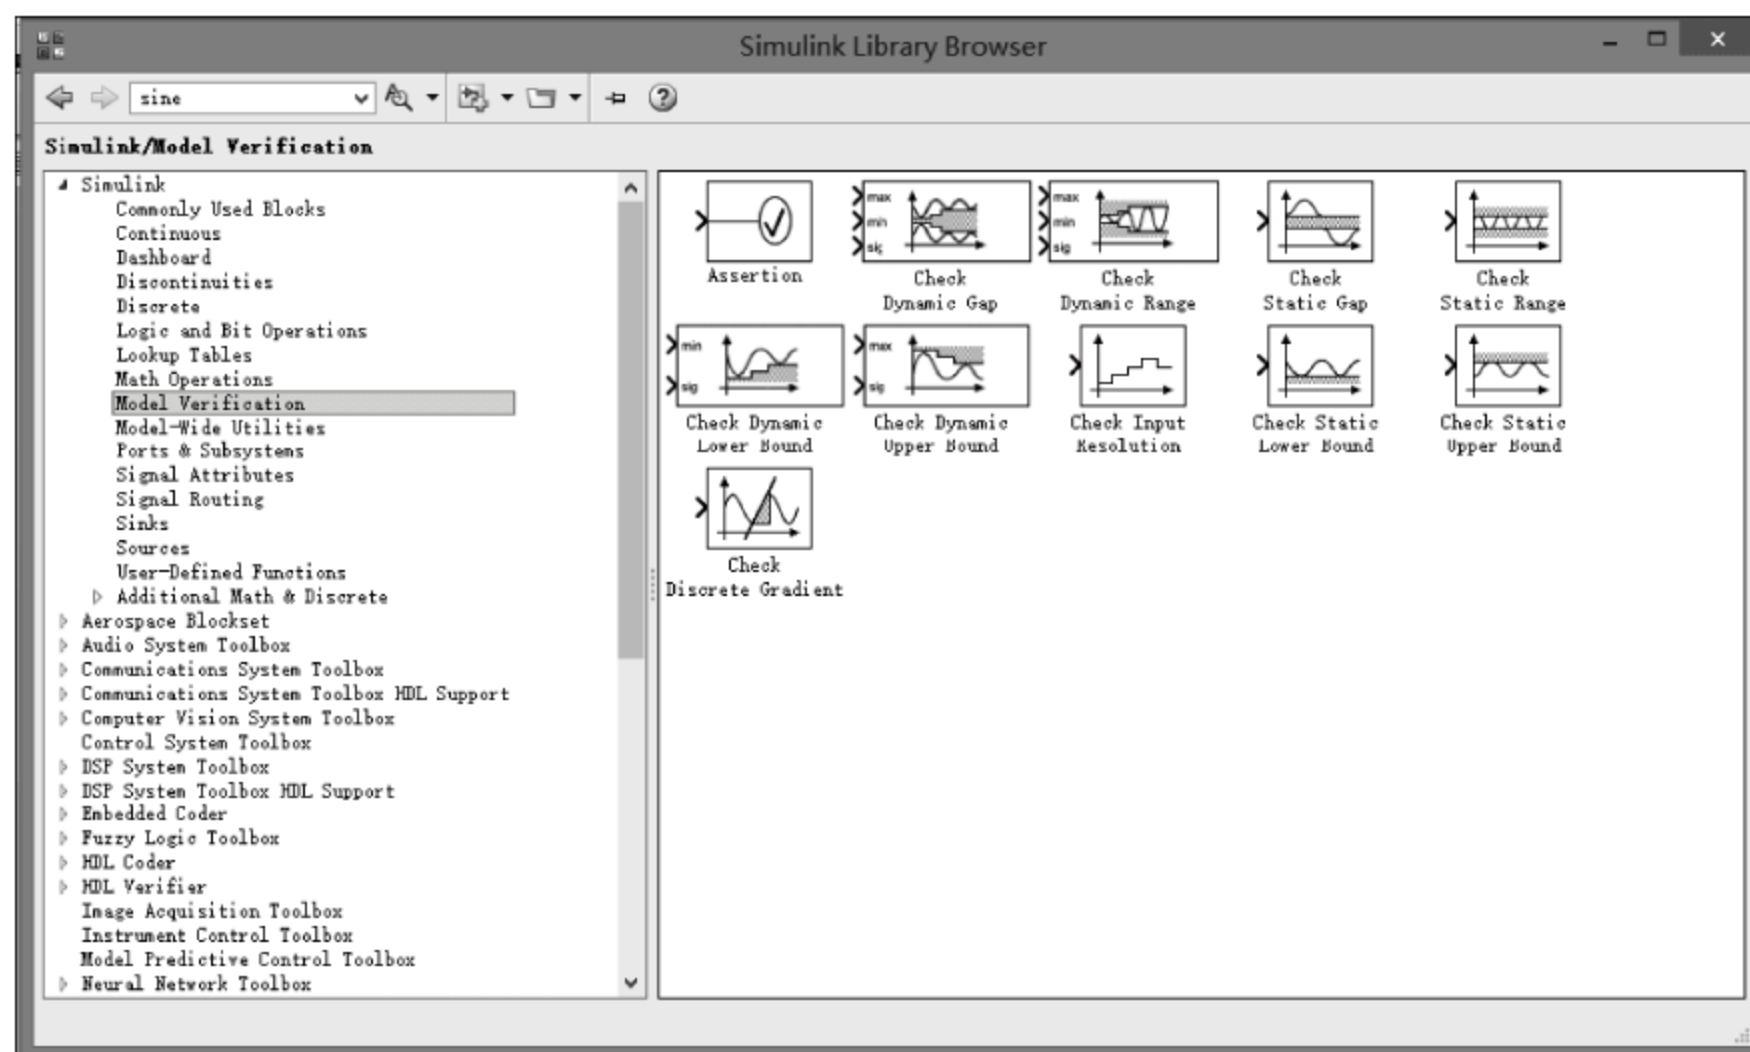 Simulink Library Browser
sine
Simulink/Model Verification
Simulink
Commonly Used Blocks
Continuous
Dashboard
Discontinuities
Discrete
Logic and Bit Operations
Lookup Tables
Math Operations
Model Verification
Model-Wide Utilities
Ports & Subsystems
Signal Attributes
Signal Routing
Sinks
Sources
User-Defined Functions
Additional Math & Discrete
Aerospace Blockset
Audio System Toolbox
Communications System Toolbox
Communications System Toolbox HDL Support
Computer Vision System Toolbox
Control System Toolbox
DSP System Toolbox
DSP System Toolbox HDL Support
Embedded Coder
Fuzzy Logic Toolbox
HDL Coder
HDL Verifier
Image Acquisition Toolbox
Instrument Control Toolbox
Model Predictive Control Toolbox
Neural Network Toolbox
Assertion
max
min
sig
Check
Dynamic Gap
max
min
sig
Check
Dynamic Range
Check
Static Gap
Check
Static Range
min
sig
Check Dynamic
Lower Bound
max
sig
Check Dynamic
Upper Bound
Check Input
Resolution
Check Static
Lower Bound
Check Static
Upper Bound
Check
Discrete Gradient